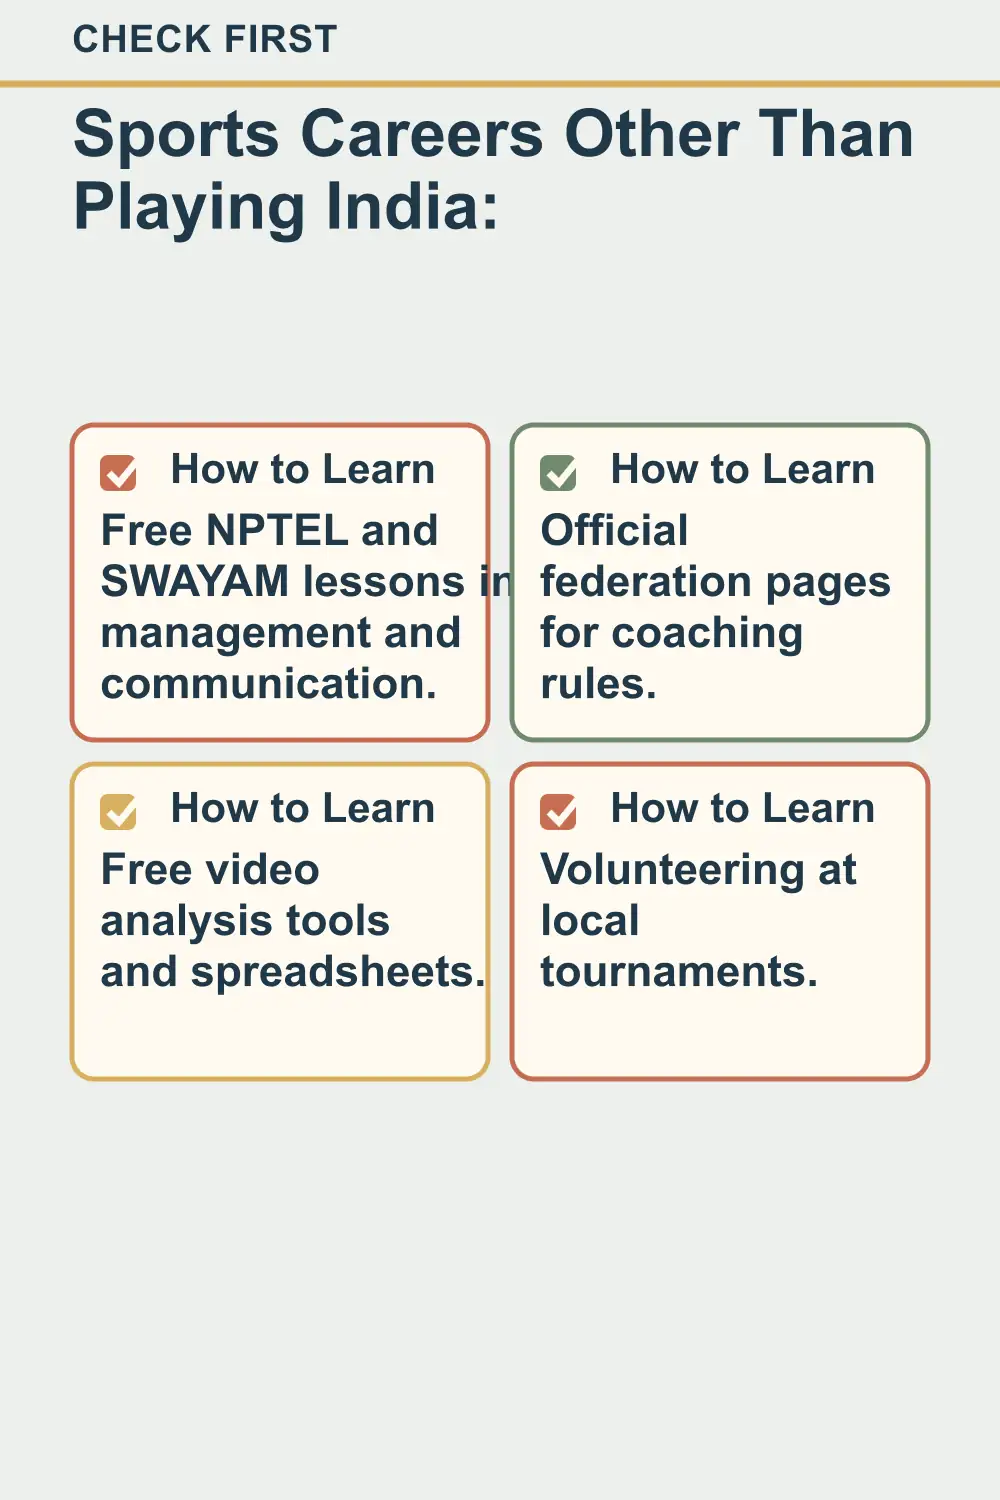 CHECK FIRST
Sports Careers Other Than
Playing India:
How to Learn
Free NPTEL and
SWAYAM lessons in
management and
communication.
How to Learn
Official
federation pages
for coaching
rules.
How to Learn
Free video
analysis tools
and spreadsheets.
How to Learn
Volunteering at
local
tournaments.